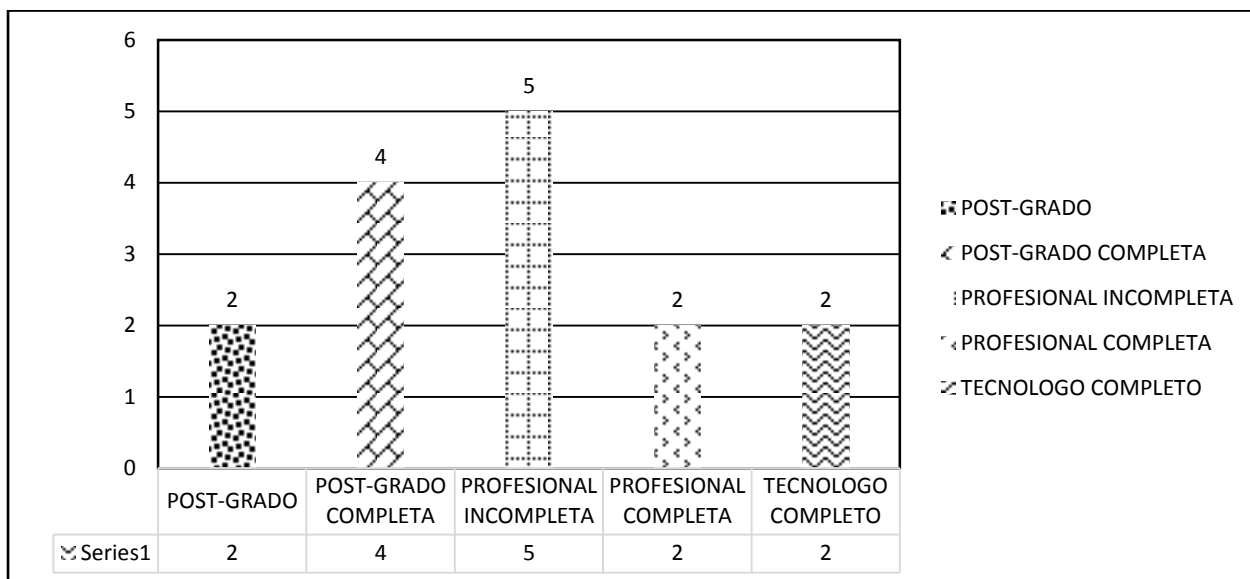 6
5
4
3
2
1
0
2
4
5
2
2
POST-GRADO
POST-GRADO COMPLETA
PROFESIONAL INCOMPLETA
PROFESIONAL COMPLETA
TECNOLOGO COMPLETO
POST-GRADO
POST-GRADO
COMPLETA
PROFESIONAL
INCOMPLETA
PROFESIONAL
COMPLETA
TECNOLOGO
COMPLETO
Series1 2 4 5 2 2